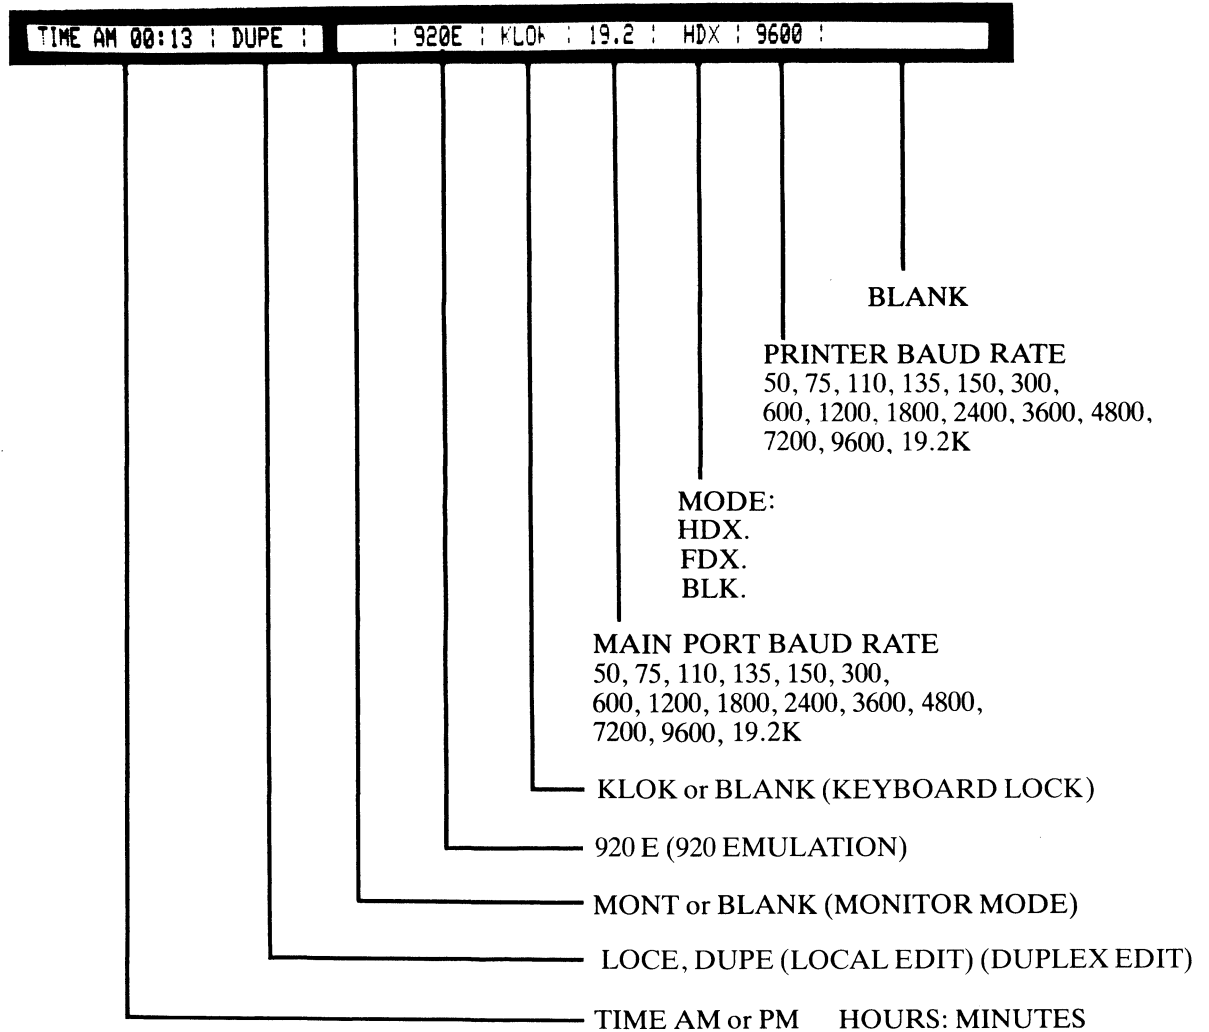 TIME AM 00:13 ¦ DUPE ¦ ¦ 920E ¦ KLOK ¦ 19.2 ¦ HDX ¦ 9600 ¦
BLANK
PRINTER BAUD RATE
50, 75, 110, 135, 150, 300,
600, 1200, 1800, 2400, 3600, 4800,
7200, 9600, 19.2K
MODE:
HDX.
FDX.
BLK.
MAIN PORT BAUD RATE
50, 75, 110, 135, 150, 300,
600, 1200, 1800, 2400, 3600, 4800,
7200, 9600, 19.2K
KLOK or BLANK (KEYBOARD LOCK)
920 E (920 EMULATION)
MONT or BLANK (MONITOR MODE)
LOCE, DUPE (LOCAL EDIT) (DUPLEX EDIT)
TIME AM or PM HOURS: MINUTES